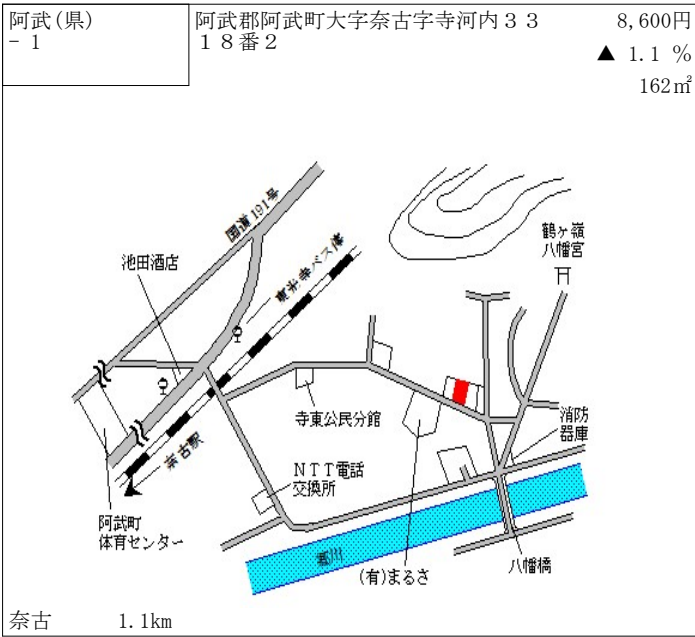 阿武(県)
- 1
阿武郡阿武町大字奈古字寺河内３３
１８番２
8,600円
▲ 1.1 %
162㎡
国道191号
鶴ヶ嶺
八幡宮
池田酒店
東光寺バス停
寺東公民分館
消防
器庫
奈古駅
ＮＴＴ電話
交換所
阿武町
体育センター
郷川
(有)まるさ
八幡橋
奈古 1.1km